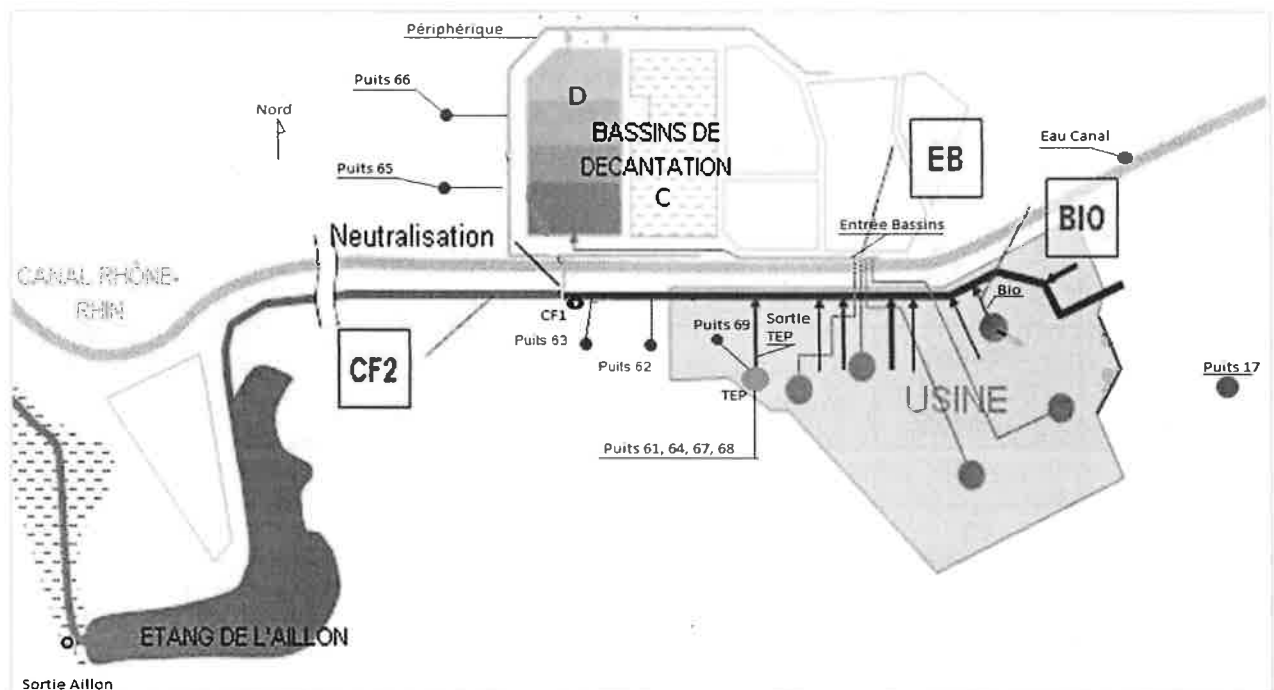 Périphérique
Puits 66
Nord
D
BASSINS DE
DECANTATION
C
EB
Eau Canal
Puits 65
BIO
Neutralisation
Entrée Bassins
CANAL RHÔNE-
RHIN
Bio
CF1
Puits 63
Puits 62
Puits 69
Sortie
TEP
CF2
TEP
USINE
Puits 17
Puits 61, 64, 67, 68
ETANG DE L'AILLON
Sortie Aillon